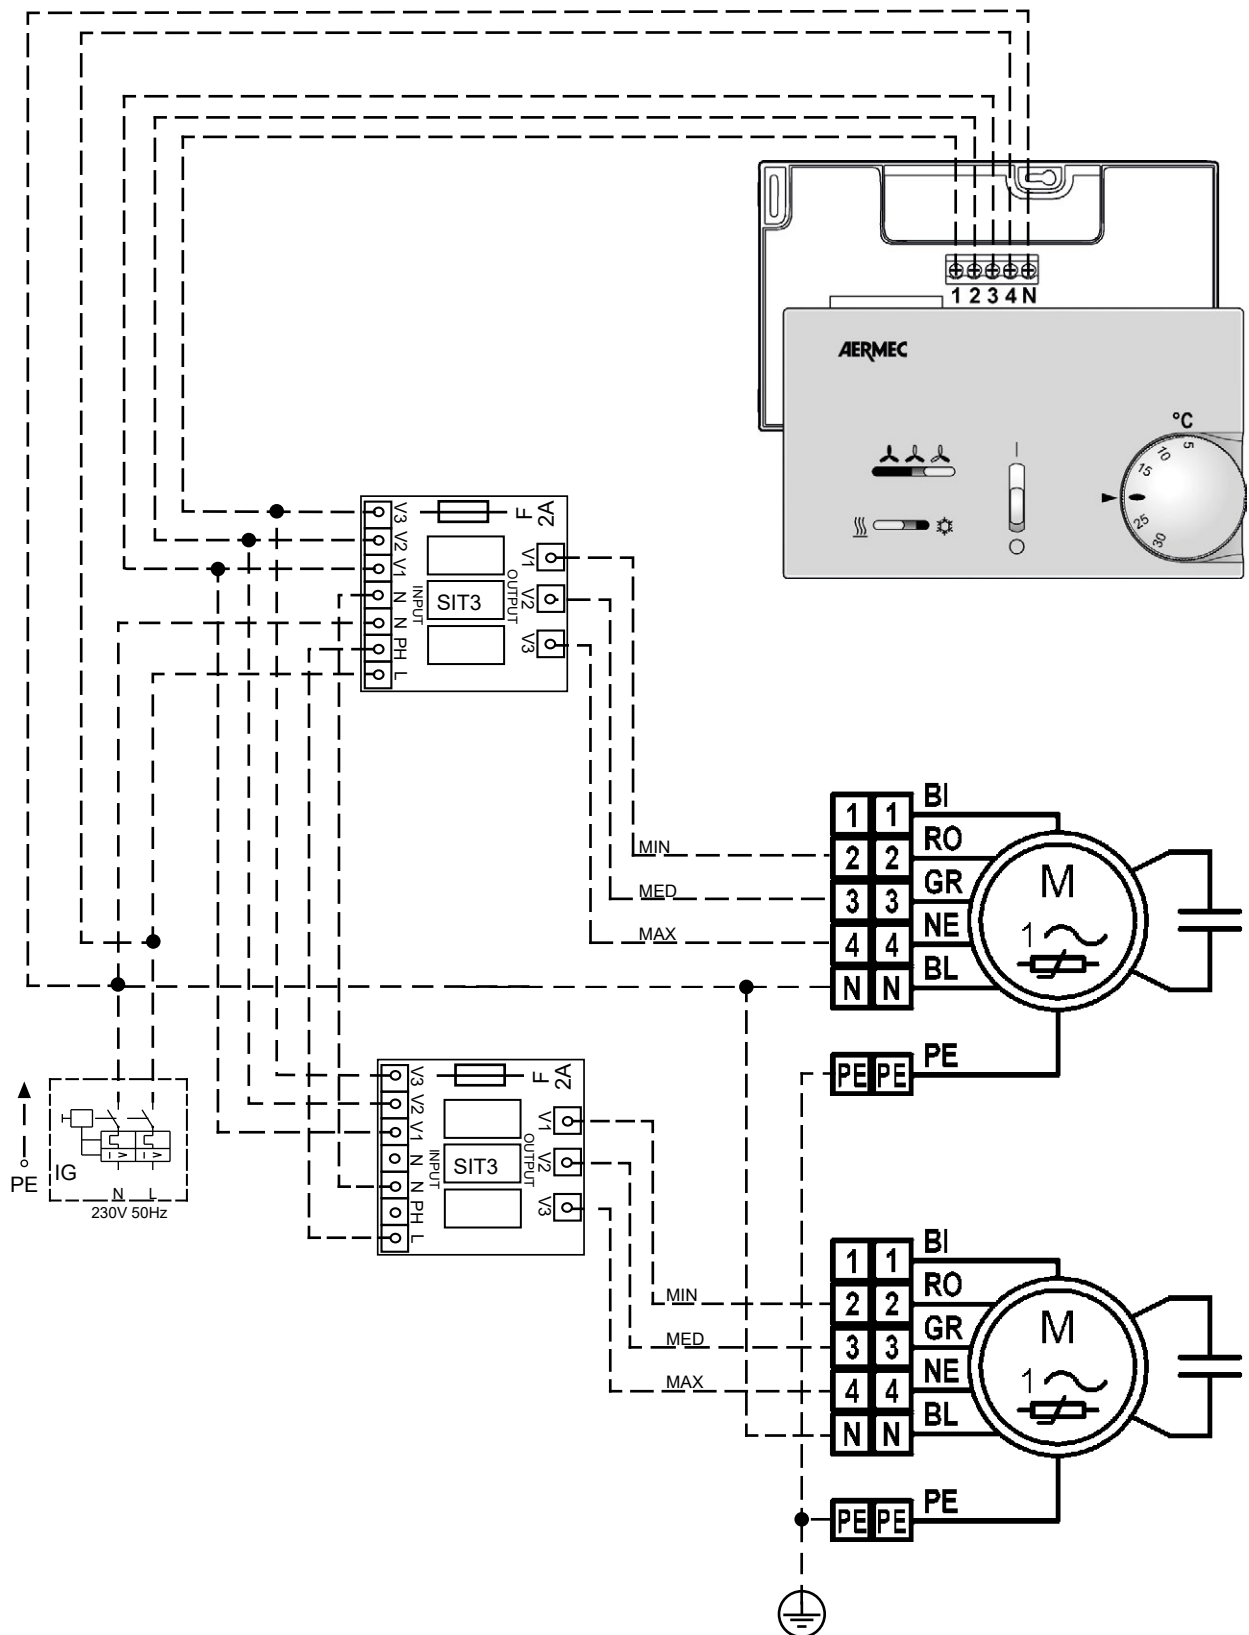 1 2 3 4 N
AERMEC
°C
5
10
15
25
30
V3
V2
V1
N
N
PH
L
INPUT
SIT3
OUTPUT
F
2A
V1
V2
V3
MIN
MED
MAX
1 1 BI
2 2 RO
3 3 GR
4 4 NE
N N BL
PE PE PE
M
1
V3
V2
V1
N
N
PH
L
INPUT
SIT3
OUTPUT
F
2A
V1
V2
V3
PE
IG
N L
230V 50Hz
MIN
MED
MAX
1 1 BI
2 2 RO
3 3 GR
4 4 NE
N N BL
PE PE PE
M
1